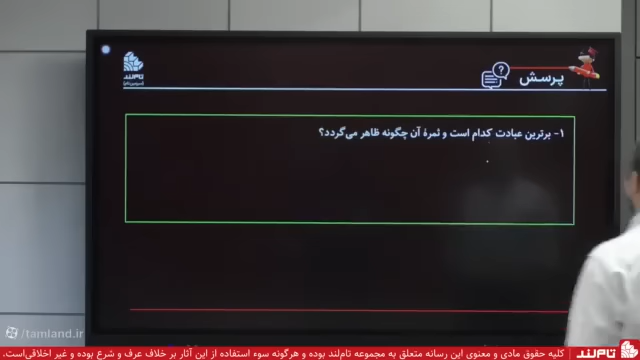 پرسش
تاملند
۱- برترین عبادت کدام است و ثمرهٔ آن چگونه ظاهر می‌گردد؟
/tamland.ir
کلیه حقوق مادی و معنوی این رسانه متعلق به مجموعه تام‌لند بوده و هرگونه سوء استفاده از این آثار بر خلاف عرف و شرع بوده و غیر اخلاقی‌است.
تام‌لند